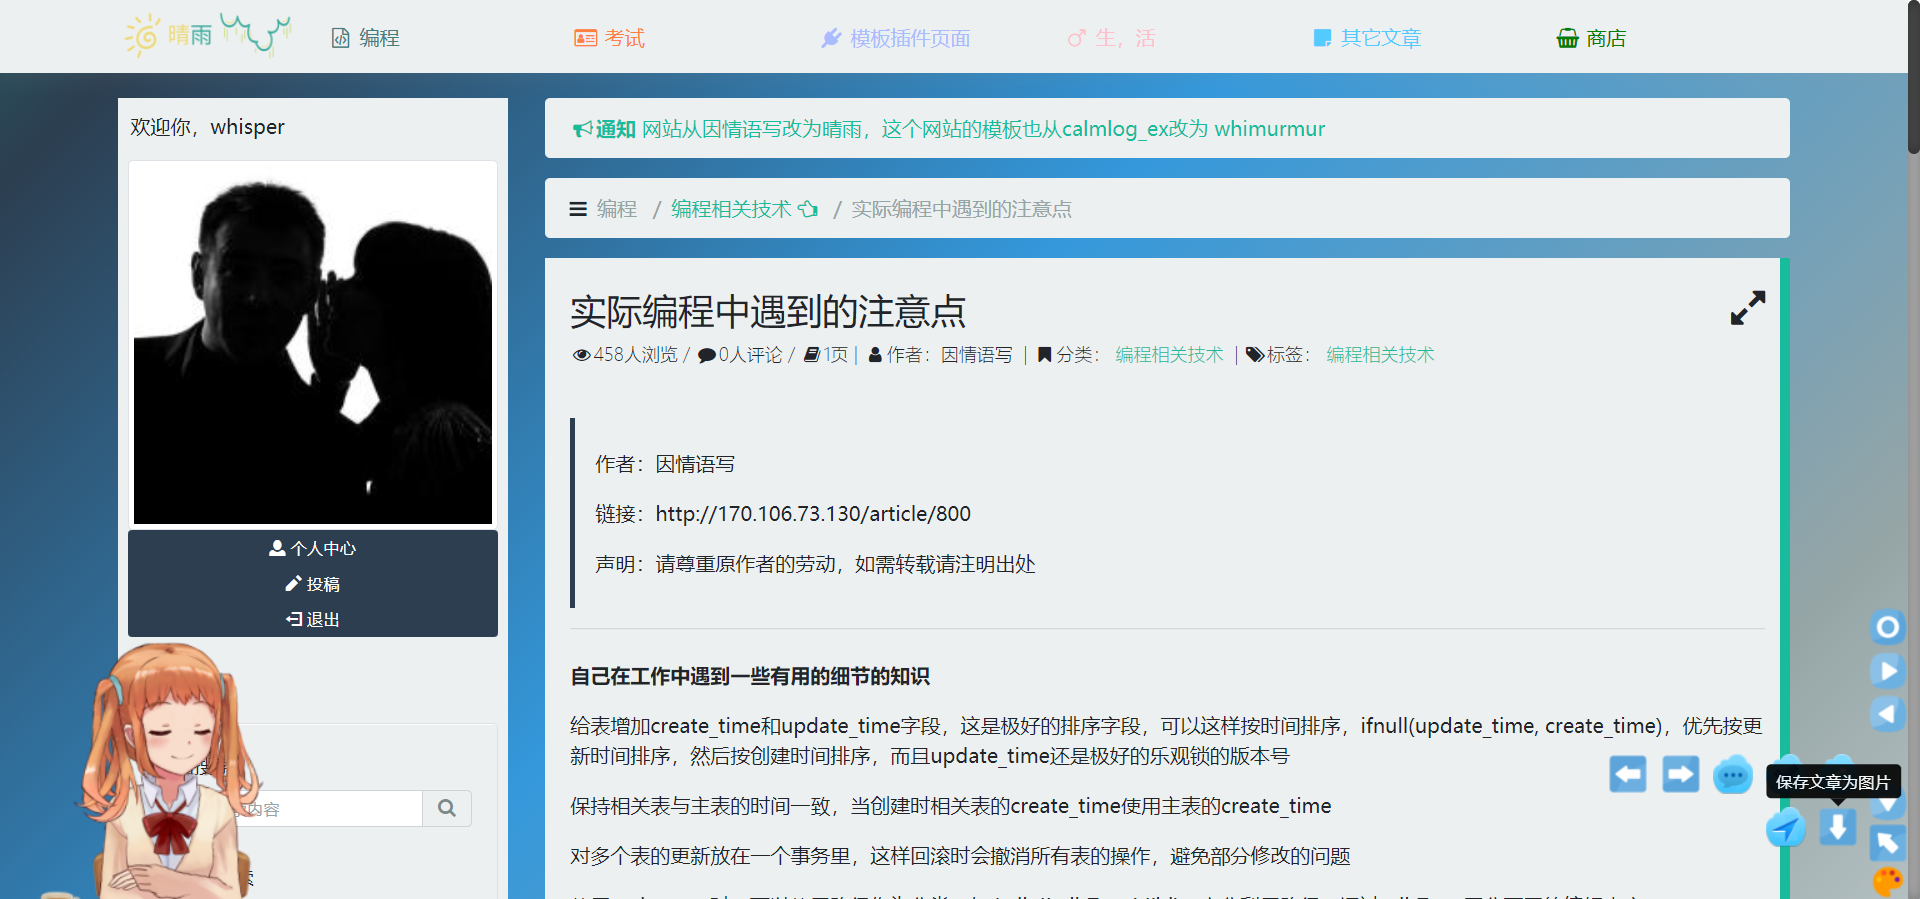 晴雨
编程
考试
模板插件页面
生，活
其它文章
商店
欢迎你，whisper
个人中心
投稿
退出
内容
通知 网站从因情语写改为晴雨，这个网站的模板也从calmlog_ex改为 whimurmur
编程 / 编程相关技术 / 实际编程中遇到的注意点
实际编程中遇到的注意点
458人浏览 / 0人评论 / 1页 | 作者：因情语写 | 分类：编程相关技术 | 标签：编程相关技术
作者：因情语写
链接：http://170.106.73.130/article/800
声明：请尊重原作者的劳动，如需转载请注明出处
自己在工作中遇到一些有用的细节的知识
给表增加create_time和update_time字段，这是极好的排序字段，可以这样按时间排序，ifnull(update_time, create_time)，优先按更
新时间排序，然后按创建时间排序，而且update_time还是极好的乐观锁的版本号
保持相关表与主表的时间一致，当创建时相关表的create_time使用主表的create_time
对多个表的更新放在一个事务里，这样回滚时会撤消所有表的操作，避免部分修改的问题
保存文章为图片